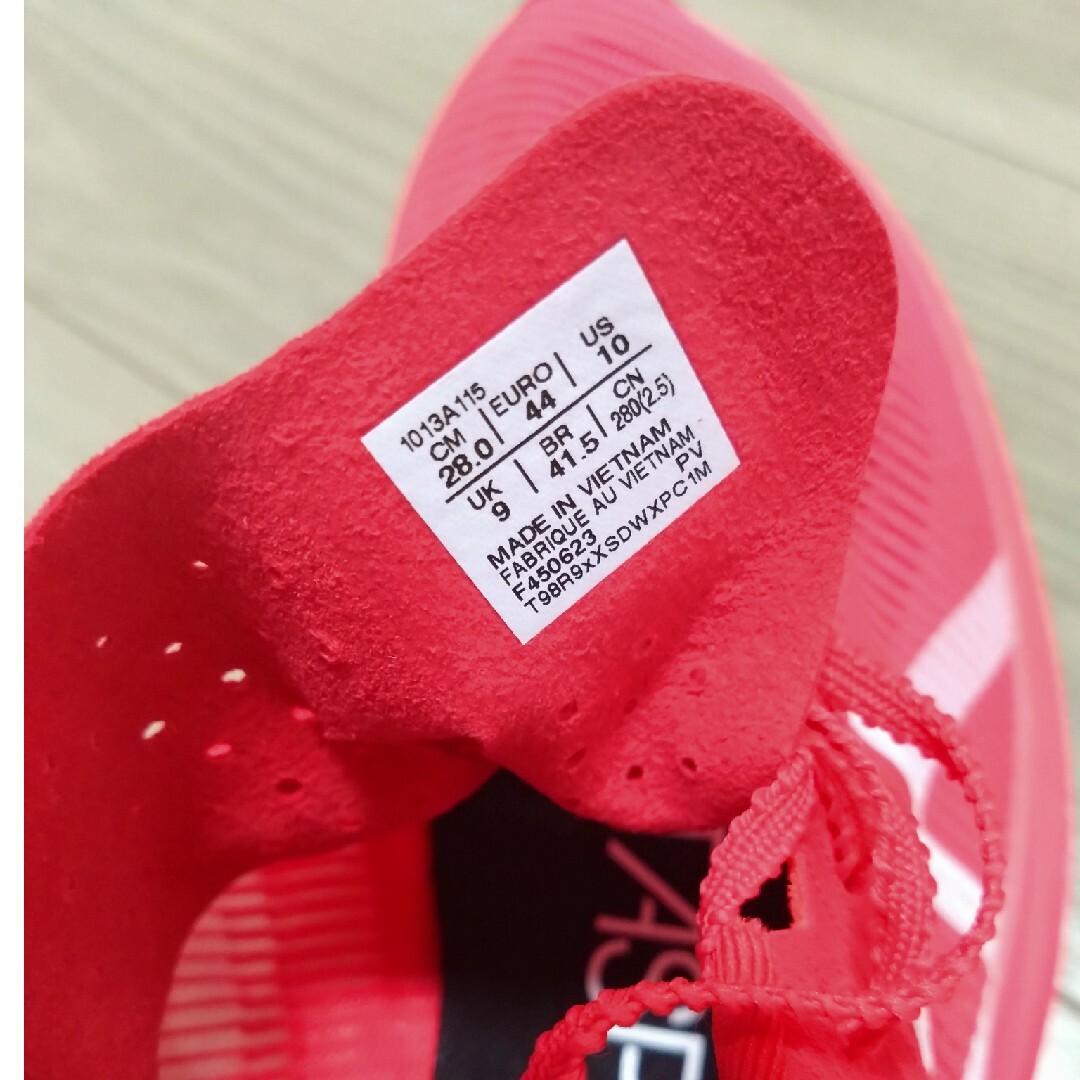 1013A115
CM | EURO | US
28.0 | 44 | 10
UK | BR | CN
9 | 41.5 | 280(2.5)
MADE IN VIETNAM
FABRIQUE AU VIETNAM
F450623 PV
T98R9xXSDWXPC1M